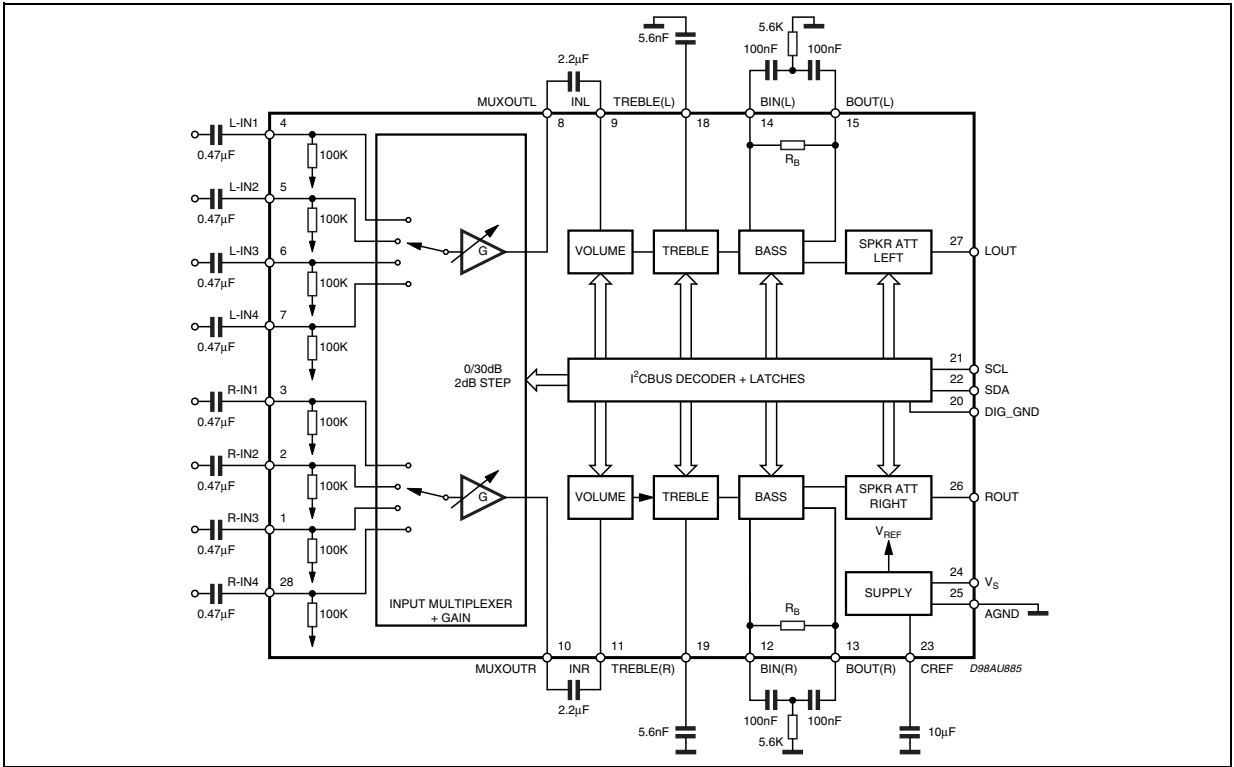 5.6K
5.6nF
100nF 100nF
2.2μF
MUXOUTL INL TREBLE(L) BIN(L) BOUT(L)
8 9 18 14 15
L-IN1 4
0.47μF
100K
R_B
L-IN2 5
0.47μF
100K
L-IN3 6
0.47μF
100K
G
VOLUME TREBLE BASS SPKR ATT LEFT 27 LOUT
L-IN4 7
0.47μF
100K
0/30dB
2dB STEP
I²CBUS DECODER + LATCHES
21 SCL
22 SDA
20 DIG_GND
R-IN1 3
0.47μF
100K
R-IN2 2
0.47μF
100K
G
VOLUME TREBLE BASS SPKR ATT RIGHT 26 ROUT
R-IN3 1
0.47μF
100K
V_REF
R-IN4 28
0.47μF
100K
SUPPLY
24 V_S
25 AGND
INPUT MULTIPLEXER
+ GAIN
R_B
10 11 19 12 13 23
MUXOUTR INR TREBLE(R) BIN(R) BOUT(R) CREF D98AU885
2.2μF
5.6nF
100nF 100nF
5.6K
10μF